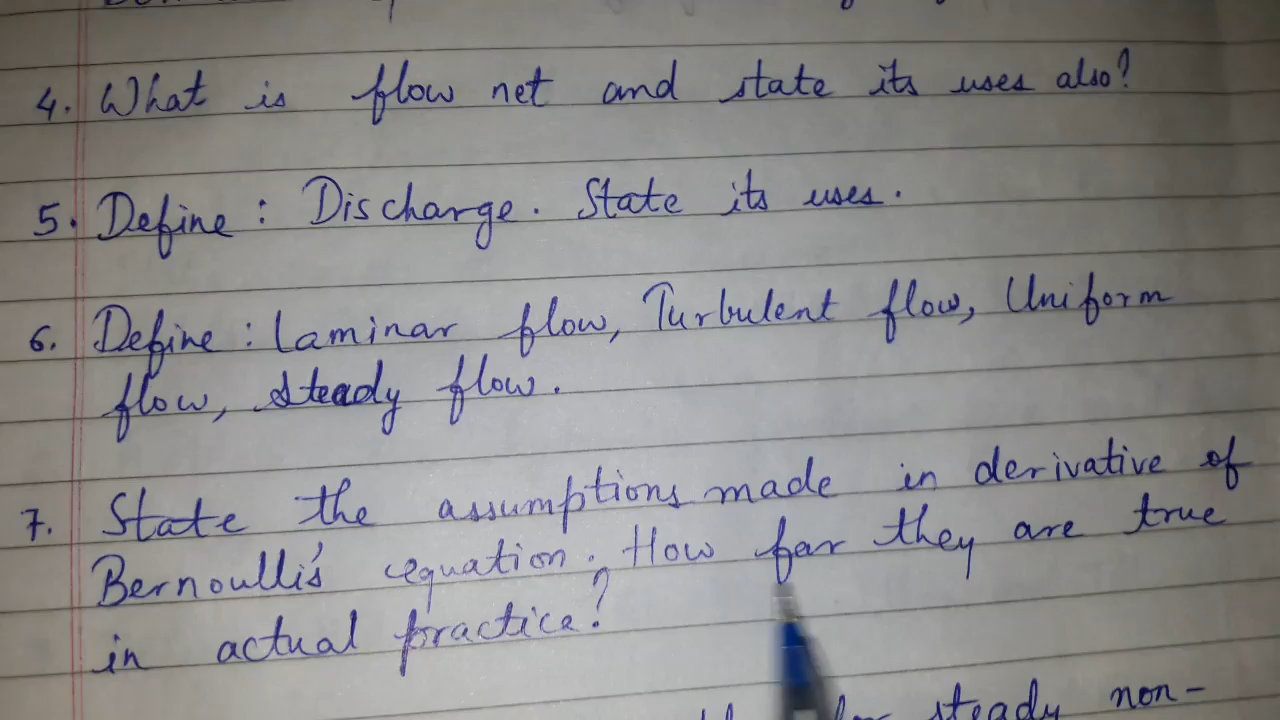 4. What is flow net and state its uses also?
5. Define: Discharge. State its uses.
6. Define: Laminar flow, Turbulent flow, Uniform
flow, steady flow.
7. State the assumptions made in derivative of
Bernoulli's equation. How far they are true
in actual practice?
steady non-